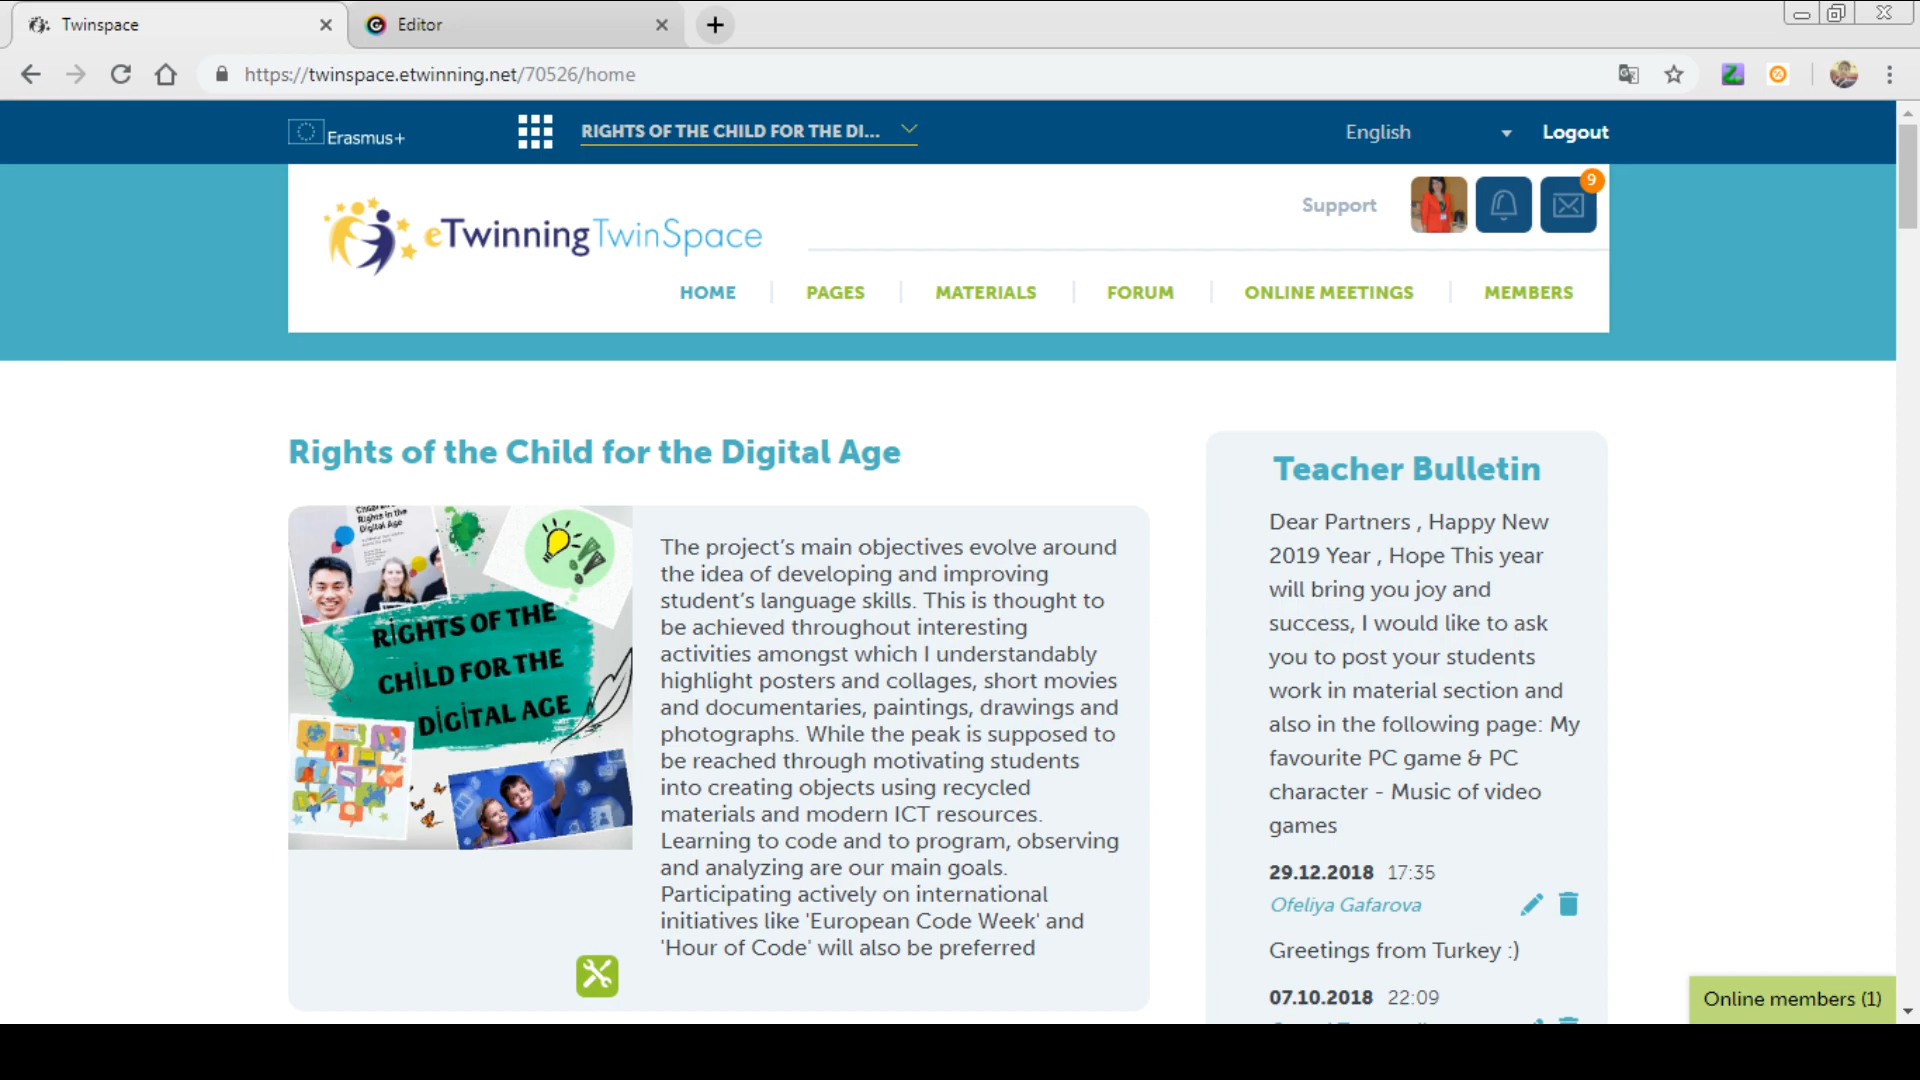 Twinspace
Editor
https://twinspace.etwinning.net/70526/home
Erasmus+
RIGHTS OF THE CHILD FOR THE DI...
English
Logout
eTwinning TwinSpace
Support
9
HOME
PAGES
MATERIALS
FORUM
ONLINE MEETINGS
MEMBERS
Rights of the Child for the Digital Age
Rights in the
Digital Age
RİGHTS OF THE
CHİLD FOR THE
DİGİTAL AGE
The project's main objectives evolve around
the idea of developing and improving
student's language skills. This is thought to
be achieved throughout interesting
activities amongst which I understandably
highlight posters and collages, short movies
and documentaries, paintings, drawings and
photographs. While the peak is supposed to
be reached through motivating students
into creating objects using recycled
materials and modern ICT resources.
Learning to code and to program, observing
and analyzing are our main goals.
Participating actively on international
initiatives like 'European Code Week' and
'Hour of Code' will also be preferred
Teacher Bulletin
Dear Partners , Happy New
2019 Year , Hope This year
will bring you joy and
success, I would like to ask
you to post your students
work in material section and
also in the following page: My
favourite PC game & PC
character - Music of video
games
29.12.2018 17:35
Ofeliya Gafarova
Greetings from Turkey :)
07.10.2018 22:09
Online members (1)